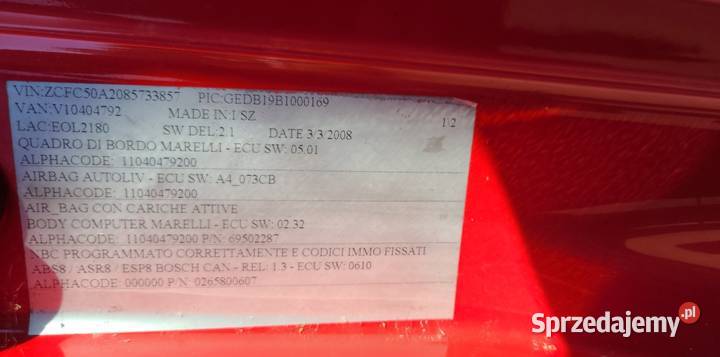 VIN:ZCFC50A2085733857 PIC:GEDB19B1000169
VAN:V10404792 MADE IN:I SZ 1/2
LAC:EOL2180 SW DEL:2.1 DATE 3/3/2008
QUADRO DI BORDO MARELLI - ECU SW: 05.01
ALPHACODE: 11040479200
AIRBAG AUTOLIV - ECU SW: A4_073CB
ALPHACODE: 11040479200
AIR_BAG CON CARICHE ATTIVE
BODY COMPUTER MARELLI - ECU SW: 02.32
ALPHACODE: 11040479200 P/N: 69502287
NBC PROGRAMMATO CORRETTAMENTE E CODICI IMMO FISSATI
ABS8 / ASR8 / ESP8 BOSCH CAN - REL: 1.3 - ECU SW: 0610
ALPHACODE: 000000 P/N: 0265800607
Sprzedajemy.pl